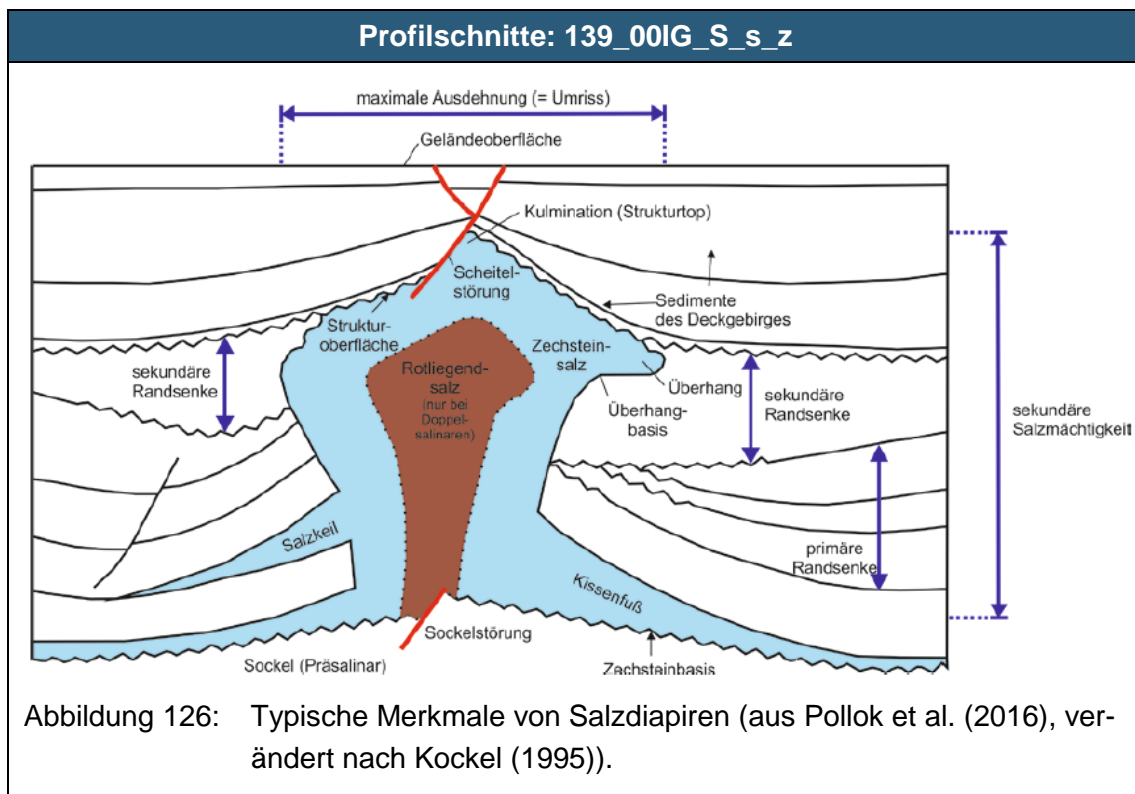 Profilschnitte: 139_00IG_S_s_z
maximale Ausdehnung (= Umriss)
Geländeoberfläche
Kulmination (Strukturtop)
Scheitel-
störung
Sedimente
des Deckgebirges
Struktur-
oberfläche
Zechstein-
salz
sekundäre
Randsenke
Rotliegend-
salz
(nur bei
Doppel-
salinaren)
Überhang
Überhang-
basis
sekundäre
Randsenke
sekundäre
Salzmächtigkeit
Salzkeil
primäre
Randsenke
Kissenfuß
Sockelstörung
Sockel (Präsalinar)
Zechsteinbasis
Abbildung 126: Typische Merkmale von Salzdiapiren (aus Pollok et al. (2016), ver-
ändert nach Kockel (1995)).